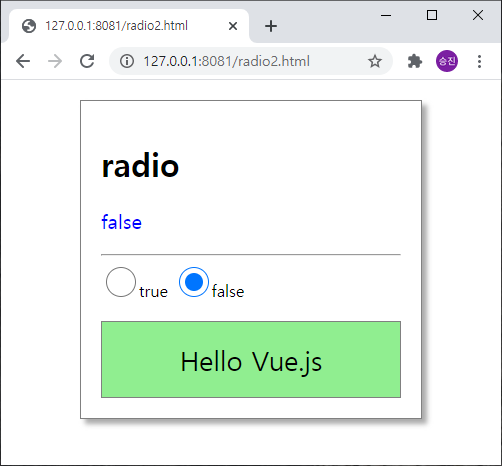 127.0.0.1:8081/radio2.html
127.0.0.1:8081/radio2.html
승진
radio
false
true false
Hello Vue.js